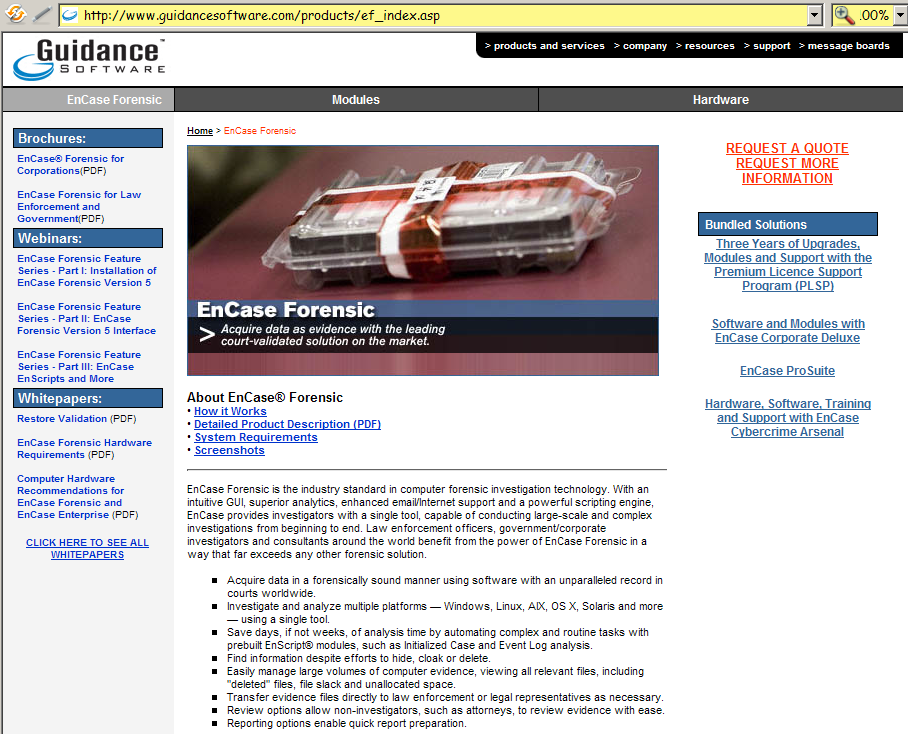 http://www.guidancesoftware.com/products/ef_index.asp
.00%
Guidance™
SOFTWARE
> products and services > company > resources > support > message boards
EnCase Forensic
Modules
Hardware
Brochures:
EnCase® Forensic for
Corporations(PDF)
EnCase Forensic for Law
Enforcement and
Government(PDF)
Webinars:
EnCase Forensic Feature
Series - Part I: Installation of
EnCase Forensic Version 5
EnCase Forensic Feature
Series - Part II: EnCase
Forensic Version 5 Interface
EnCase Forensic Feature
Series - Part III: EnCase
EnScripts and More
Whitepapers:
Restore Validation (PDF)
EnCase Forensic Hardware
Requirements (PDF)
Computer Hardware
Recommendations for
EnCase Forensic and
EnCase Enterprise (PDF)
CLICK HERE TO SEE ALL
WHITEPAPERS
Home > EnCase Forensic
EnCase Forensic
> Acquire data as evidence with the leading
court-validated solution on the market.
About EnCase® Forensic
• How it Works
• Detailed Product Description (PDF)
• System Requirements
• Screenshots
EnCase Forensic is the industry standard in computer forensic investigation technology. With an
intuitive GUI, superior analytics, enhanced email/Internet support and a powerful scripting engine,
EnCase provides investigators with a single tool, capable of conducting large-scale and complex
investigations from beginning to end. Law enforcement officers, government/corporate
investigators and consultants around the world benefit from the power of EnCase Forensic in a
way that far exceeds any other forensic solution.
■ Acquire data in a forensically sound manner using software with an unparalleled record in
courts worldwide.
■ Investigate and analyze multiple platforms — Windows, Linux, AIX, OS X, Solaris and more
— using a single tool.
■ Save days, if not weeks, of analysis time by automating complex and routine tasks with
prebuilt EnScript® modules, such as Initialized Case and Event Log analysis.
■ Find information despite efforts to hide, cloak or delete.
■ Easily manage large volumes of computer evidence, viewing all relevant files, including
"deleted" files, file slack and unallocated space.
■ Transfer evidence files directly to law enforcement or legal representatives as necessary.
■ Review options allow non-investigators, such as attorneys, to review evidence with ease.
■ Reporting options enable quick report preparation.
REQUEST A QUOTE
REQUEST MORE
INFORMATION
Bundled Solutions
Three Years of Upgrades,
Modules and Support with the
Premium Licence Support
Program (PLSP)
Software and Modules with
EnCase Corporate Deluxe
EnCase ProSuite
Hardware, Software, Training
and Support with EnCase
Cybercrime Arsenal